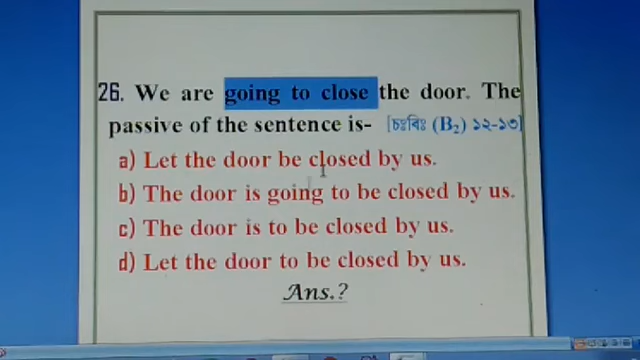 26. We are going to close the door. The
passive of the sentence is- [চঃবিঃ (B₂) ১২-১৩]
a) Let the door be closed by us.
b) The door is going to be closed by us.
c) The door is to be closed by us.
d) Let the door to be closed by us.
Ans.?